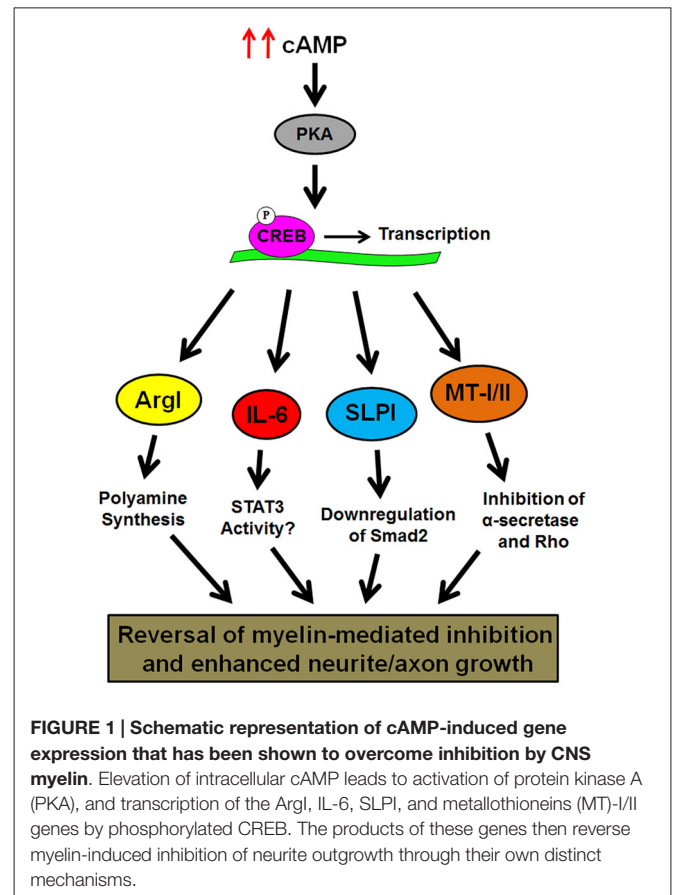 ↑↑ cAMP
PKA
P
CREB
Transcription
ArgI
IL-6
SLPI
MT-I/II
Polyamine
Synthesis
STAT3
Activity?
Downregulation
of Smad2
Inhibition of
α-secretase
and Rho
Reversal of myelin-mediated inhibition
and enhanced neurite/axon growth
FIGURE 1 | Schematic representation of cAMP-induced gene
expression that has been shown to overcome inhibition by CNS
myelin. Elevation of intracellular cAMP leads to activation of protein kinase A
(PKA), and transcription of the ArgI, IL-6, SLPI, and metallothioneins (MT)-I/II
genes by phosphorylated CREB. The products of these genes then reverse
myelin-induced inhibition of neurite outgrowth through their own distinct
mechanisms.